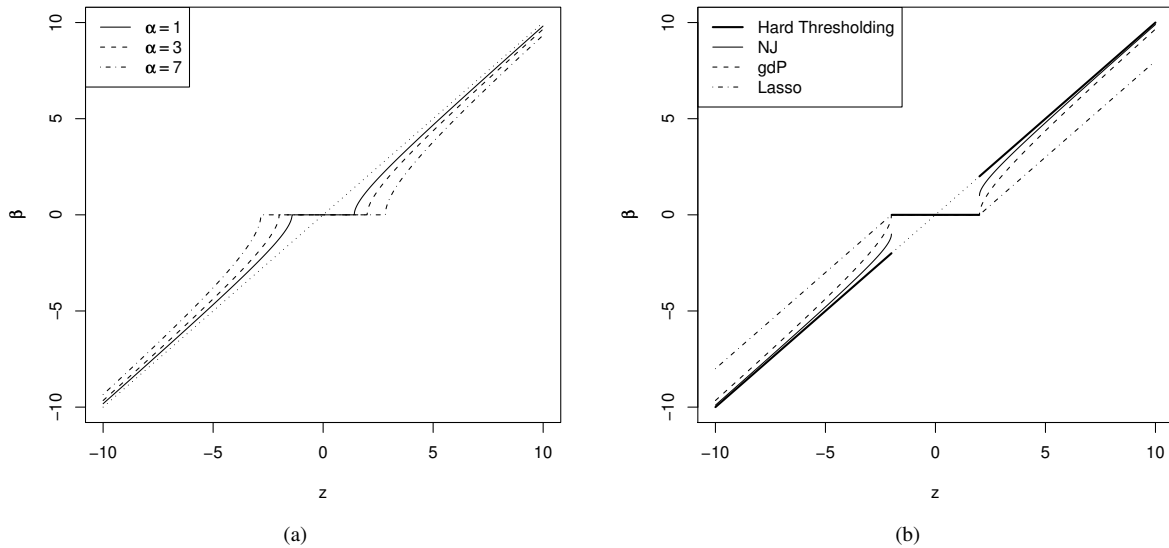 α = 1
α = 3
α = 7
10
5
0
−5
−10
β
−10
−5
0
5
10
z
(a)
Hard Thresholding
NJ
gdP
Lasso
10
5
0
−5
−10
β
−10
−5
0
5
10
z
(b)